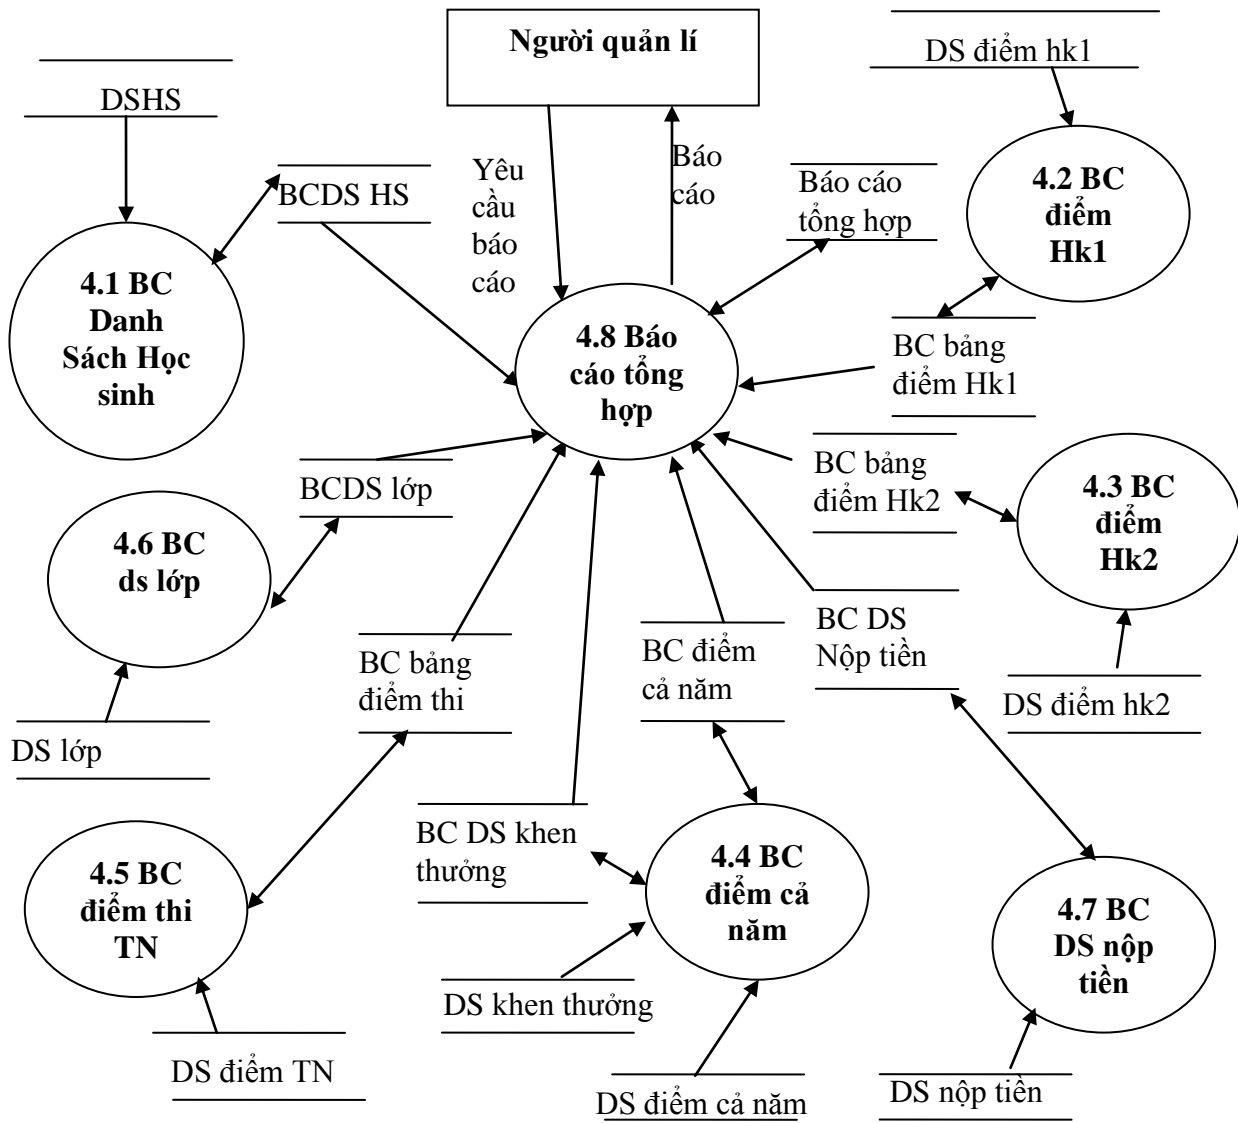 Người quản lí
DS điểm hk1
DSHS
Yêu
cầu
báo
cáo
Báo
cáo
BCDS HS
Báo cáo
tổng hợp
4.2 BC
điểm
Hk1
4.1 BC
Danh
Sách Học
sinh
4.8 Báo
cáo tổng
hợp
BC bảng
điểm Hk1
BCDS lớp
BC bảng
điểm Hk2
4.3 BC
điểm
Hk2
4.6 BC
ds lớp
BC bảng
điểm thi
BC điểm
cả năm
BC DS
Nộp tiền
DS điểm hk2
DS lớp
BC DS khen
thưởng
4.4 BC
điểm cả
năm
4.5 BC
điểm thi
TN
4.7 BC
DS nộp
tiền
DS khen thưởng
DS điểm TN
DS điểm cả năm
DS nộp tiền